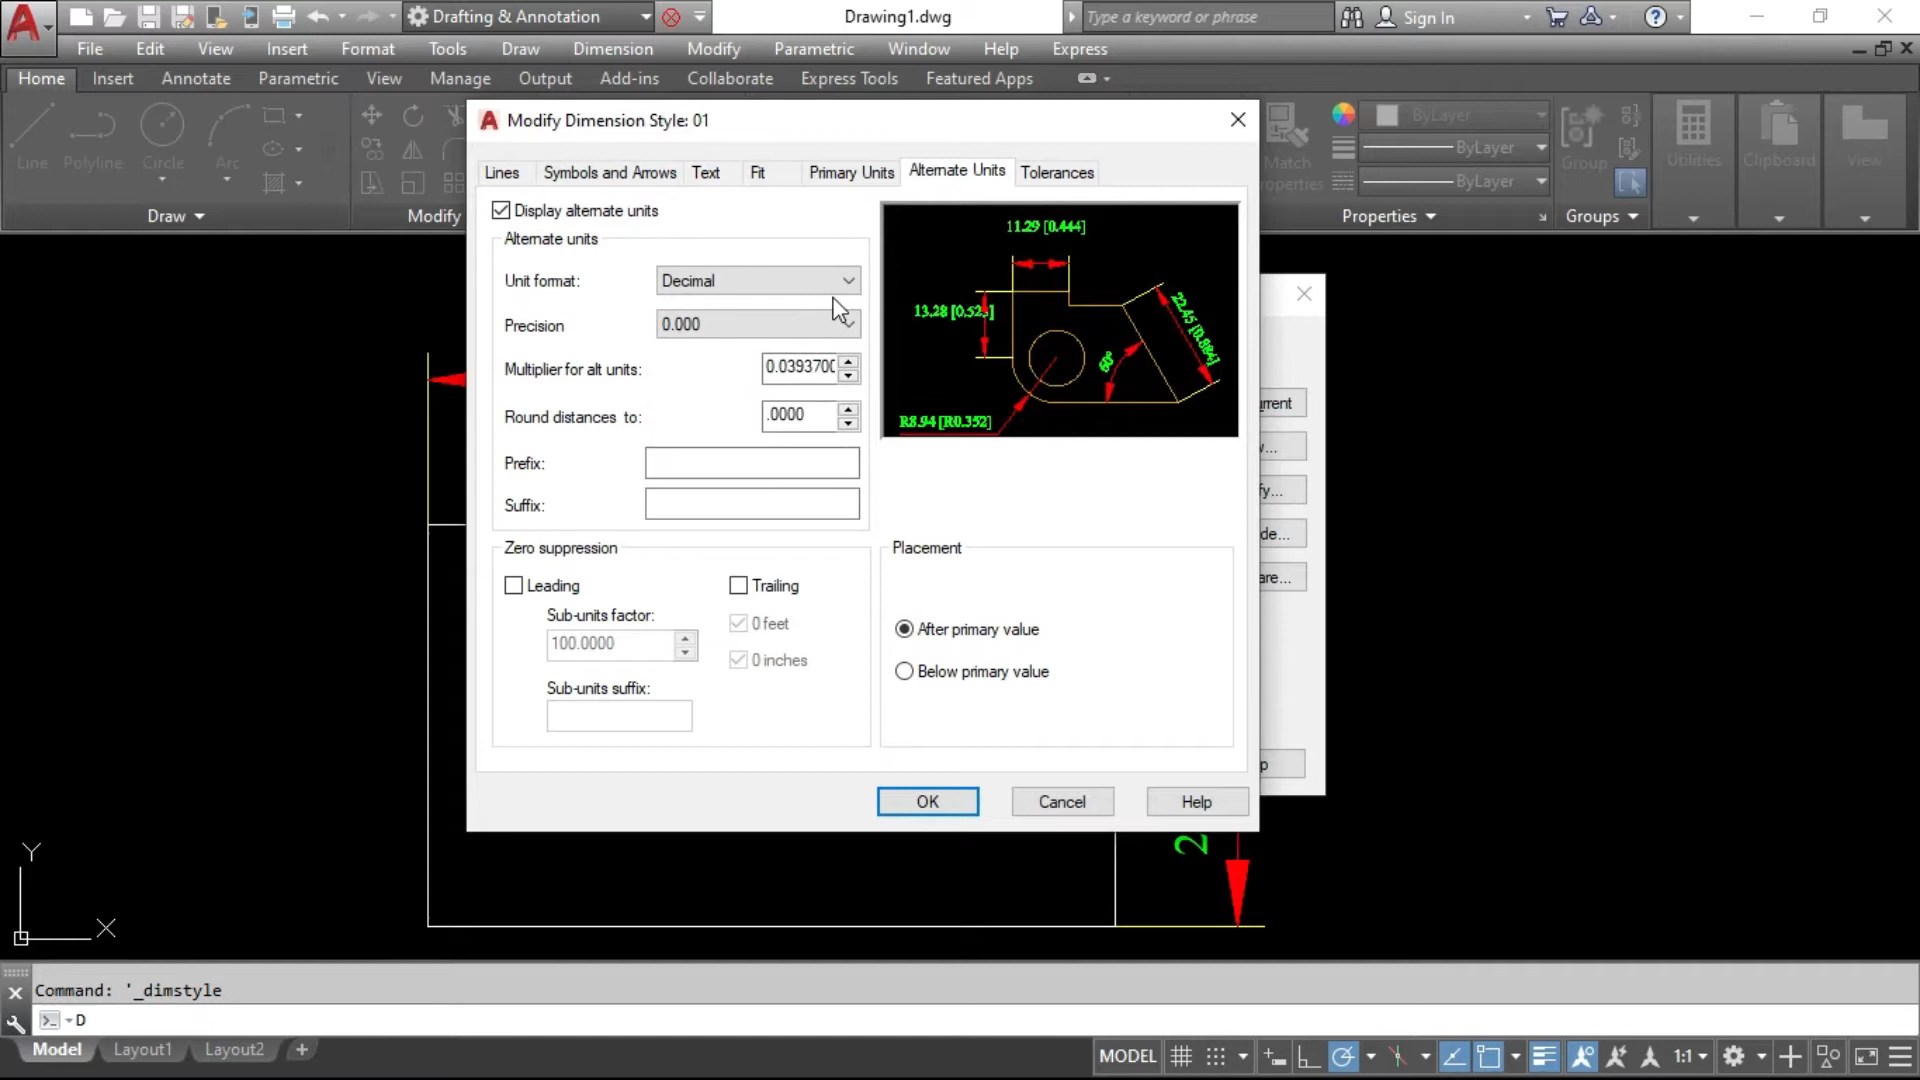 Drafting & Annotation
Drawing1.dwg
Type a keyword or phrase
Sign In
File Edit View Insert Format Tools Draw Dimension Modify Parametric Window Help Express
Home Insert Annotate Parametric View Manage Output Add-ins Collaborate Express Tools Featured Apps
Line Polyline Circle Arc
Match
ByLayer
ByLayer
ByLayer
Group
Utilities
Clipboard
View
Draw
Modify
Properties
Groups
Modify Dimension Style: 01
Lines Symbols and Arrows Text Fit Primary Units Alternate Units Tolerances
Display alternate units
Alternate units
Unit format: Decimal
Precision 0.000
Multiplier for alt units: 0.039370
Round distances to: .0000
Prefix:
Suffix:
11.29 [0.444]
13.28 [0.523]
22.45 [0.884]
60°
R8.94 [R0.352]
Zero suppression
Leading
Trailing
Sub-units factor:
100.0000
0 feet
0 inches
Sub-units suffix:
Placement
After primary value
Below primary value
OK Cancel Help
2
Y
X
Command: '_dimstyle
D
Model Layout1 Layout2 +
MODEL
1:1